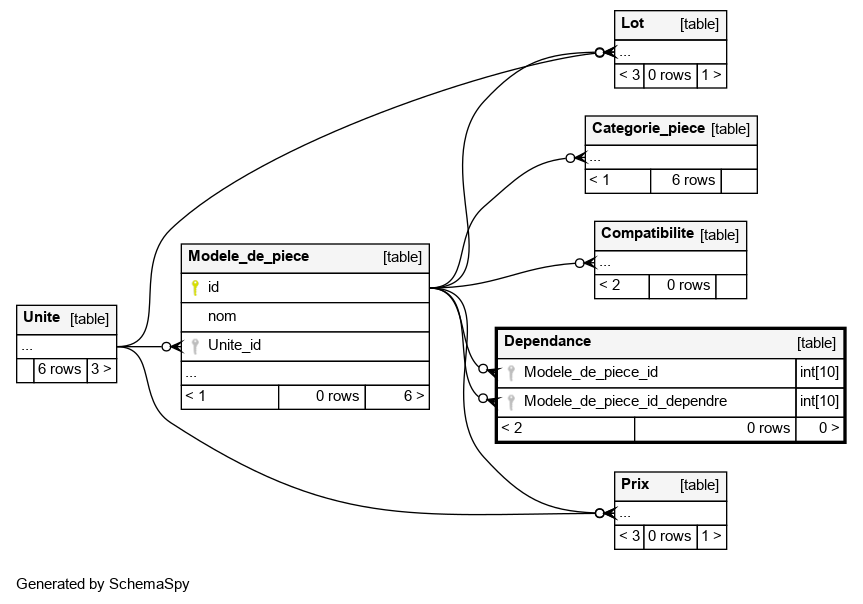 Lot [table]
...
< 3 0 rows 1 >
Categorie_piece [table]
...
< 1 6 rows
Compatibilite [table]
...
< 2 0 rows
Modele_de_piece [table]
id
nom
Unite_id
...
< 1 0 rows 6 >
Unite [table]
...
6 rows 3 >
Dependance [table]
Modele_de_piece_id int[10]
Modele_de_piece_id_dependre int[10]
< 2 0 rows 0 >
Prix [table]
...
< 3 0 rows 1 >
Generated by SchemaSpy